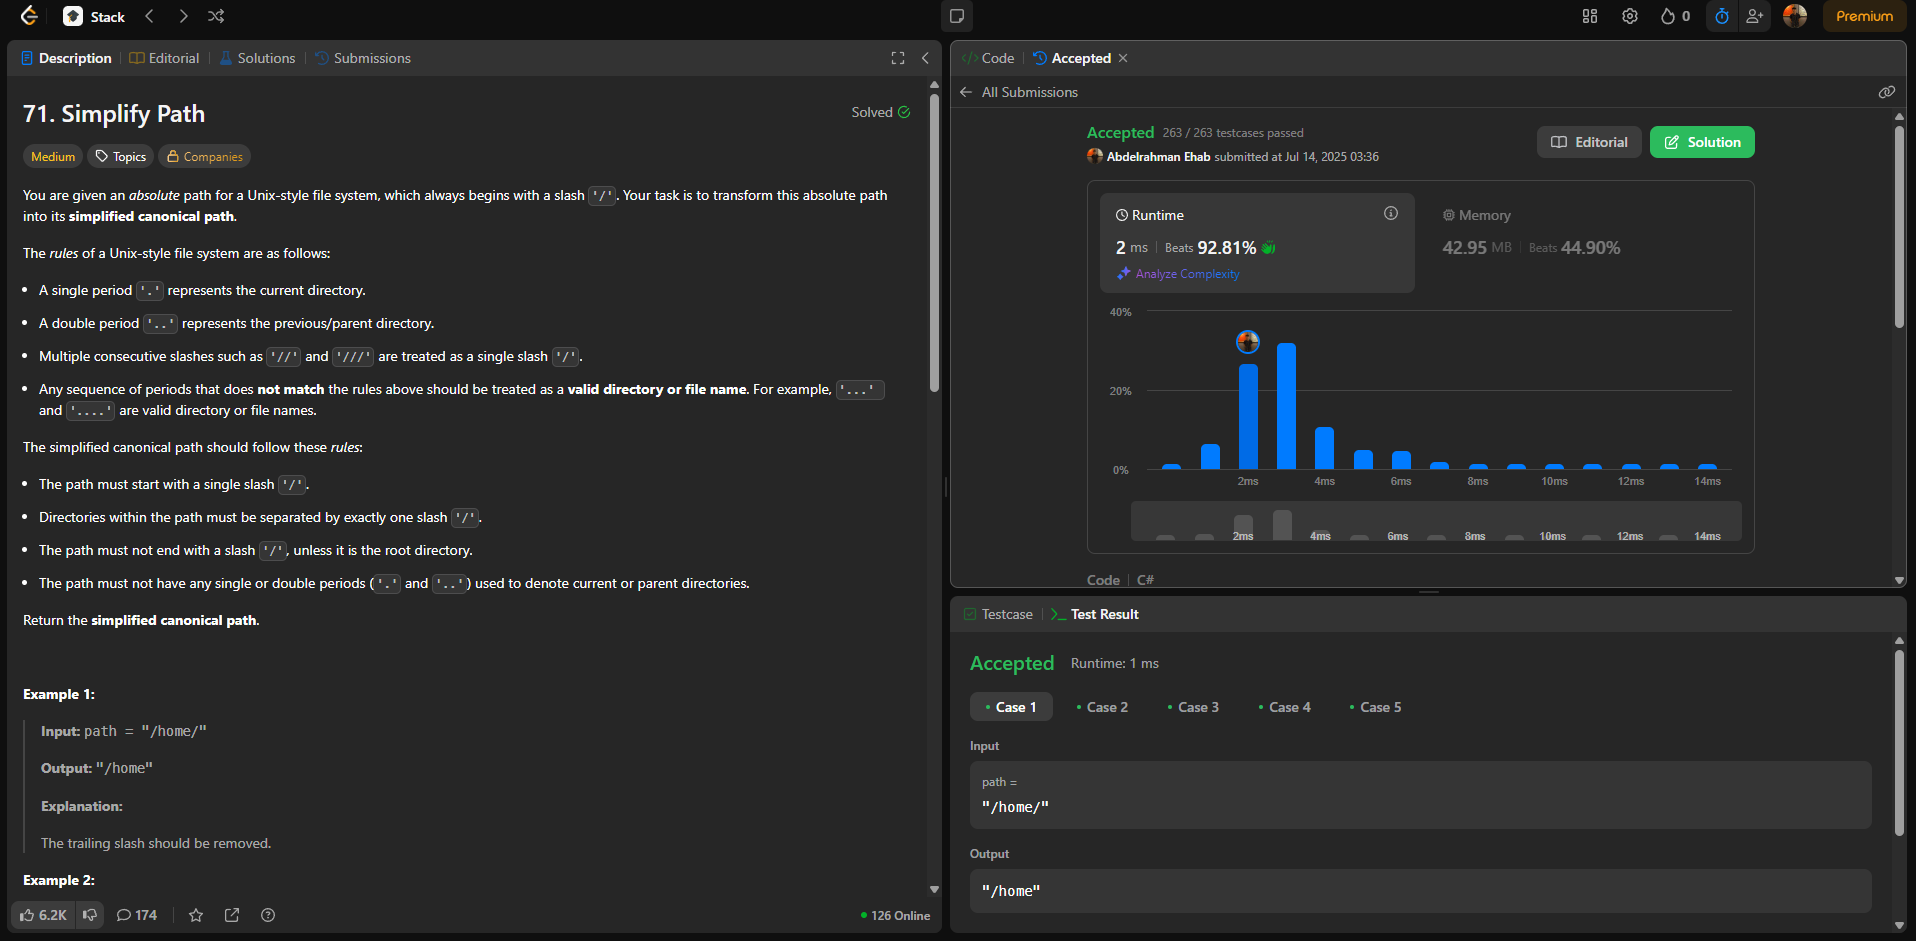 Stack
0
Premium
Description
Editorial
Solutions
Submissions
71. Simplify Path
Solved
Medium
Topics
Companies
You are given an absolute path for a Unix-style file system, which always begins with a slash '/'. Your task is to transform this absolute path
into its simplified canonical path.
The rules of a Unix-style file system are as follows:
• A single period '.' represents the current directory.
• A double period '..' represents the previous/parent directory.
• Multiple consecutive slashes such as '//' and '///' are treated as a single slash '/'.
• Any sequence of periods that does not match the rules above should be treated as a valid directory or file name. For example, '...'
and '....' are valid directory or file names.
The simplified canonical path should follow these rules:
• The path must start with a single slash '/'.
• Directories within the path must be separated by exactly one slash '/'.
• The path must not end with a slash '/', unless it is the root directory.
• The path must not have any single or double periods ('.' and '..') used to denote current or parent directories.
Return the simplified canonical path.
Example 1:
Input: path = "/home/"
Output: "/home"
Explanation:
The trailing slash should be removed.
Example 2:
6.2K
174
126 Online
</> Code
Accepted
All Submissions
Accepted 263 / 263 testcases passed
Abdelrahman Ehab submitted at Jul 14, 2025 03:36
Editorial
Solution
Runtime
2 ms | Beats 92.81%
Analyze Complexity
Memory
42.95 MB | Beats 44.90%
40%
20%
0%
2ms 4ms 6ms 8ms 10ms 12ms 14ms
2ms 4ms 6ms 8ms 10ms 12ms 14ms
Code | C#
Testcase
>_ Test Result
Accepted Runtime: 1 ms
• Case 1 • Case 2 • Case 3 • Case 4 • Case 5
Input
path =
"/home/"
Output
"/home"